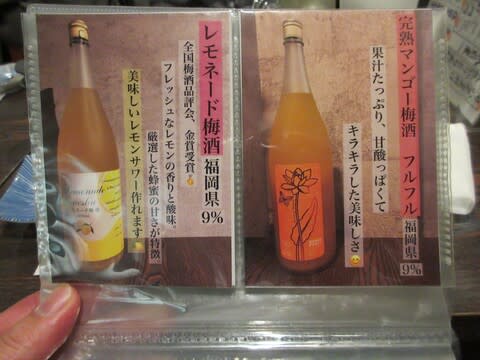 完熟マンゴー梅酒 フルフル 福岡県 9%
果汁たっぷり、甘酸っぱくて
キラキラした美味しさ
レモネード梅酒 福岡県 9%
全国梅酒品評会、金賞受賞
フレッシュなレモンの香りと酸味、
厳選した蜂蜜の甘さが特徴
美味しいレモンサワー作れます
Lemonade